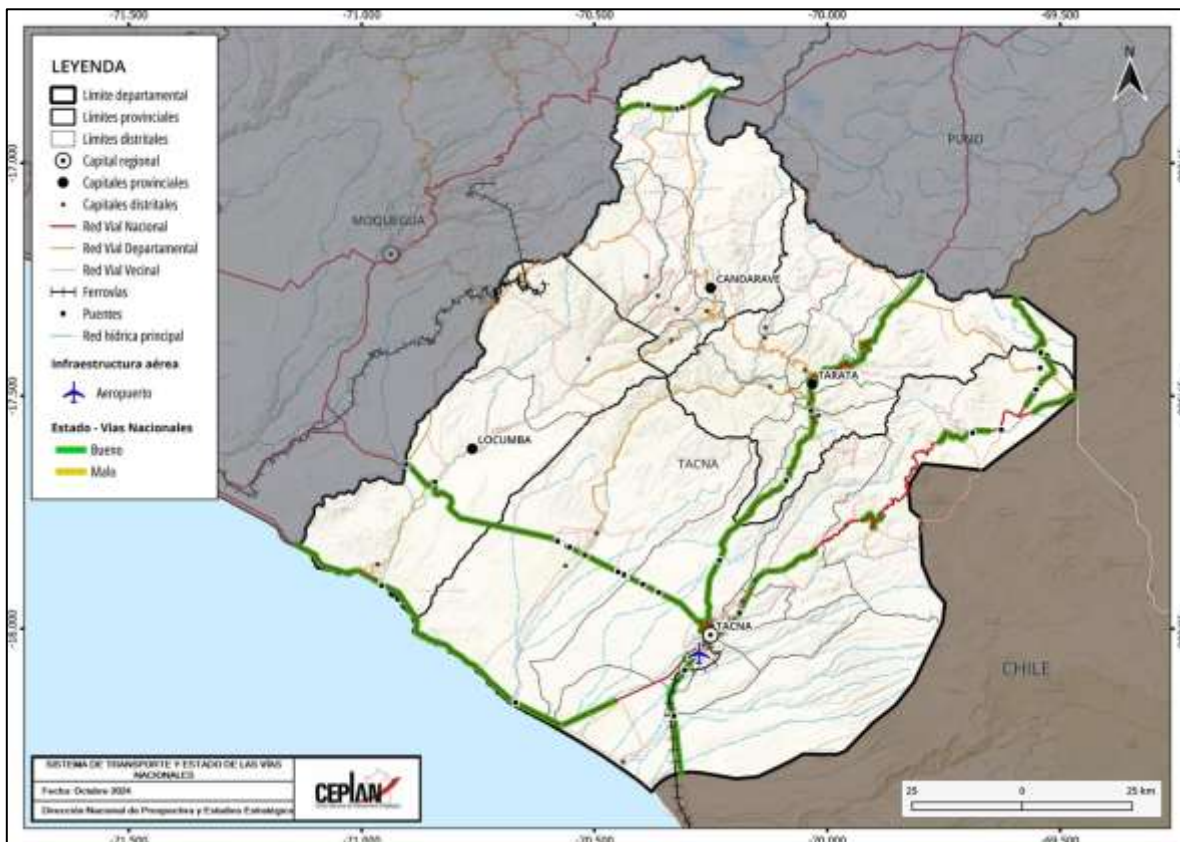 -71.500
-71.000
-70.500
-70.000
-69.500
LEYENDA
Límite departamental
Límites provinciales
Límites distritales
Capital regional
Capitales provinciales
Capitales distritales
Red Vial Nacional
Red Vial Departamental
Red Vial Vecinal
Ferrovías
Puentes
Red hídrica principal
Infraestructura aérea
Aeropuerto
Estado - Vías Nacionales
Bueno
Malo
N
PUNO
MOQUEGUA
CANDARAVE
TARATA
LOCUMBA
TACNA
TACNA
CHILE
-17.000
-17.500
-18.000
SISTEMA DE TRANSPORTE Y ESTADO DE LAS VÍAS
NACIONALES
Fecha: Octubre 2024
Dirección Nacional de Prospectiva y Estudios Estratégicos
CEPLAN
25
0
25 km
-71.500
-71.000
-70.500
-70.000
-69.500